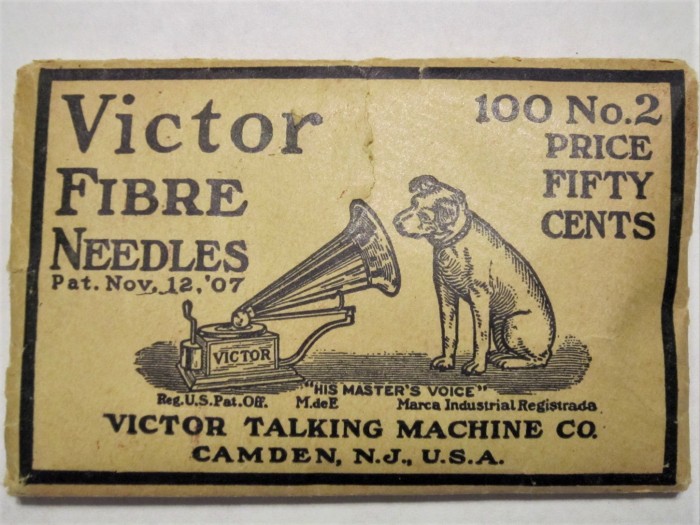 Victor
FIBRE
NEEDLES
Pat. Nov. 12, '07
100 No. 2
PRICE
FIFTY
CENTS
VICTOR
"HIS MASTER'S VOICE"
Reg. U.S. Pat. Off. M. de E Marca Industrial Registrada
VICTOR TALKING MACHINE CO.
CAMDEN, N.J., U.S.A.